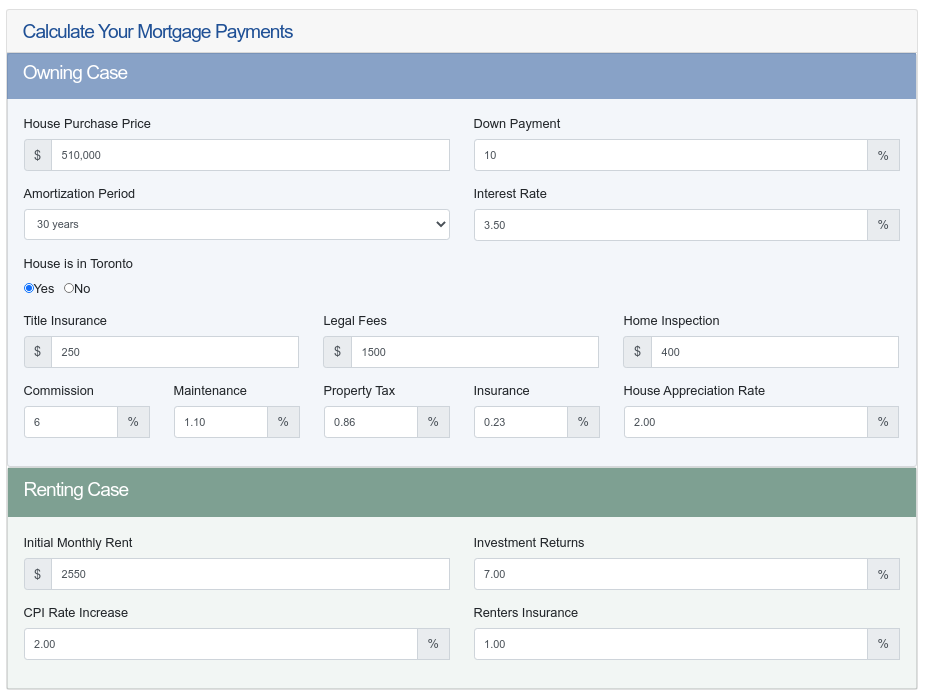 Calculate Your Mortgage Payments
Owning Case
House Purchase Price Down Payment
$ 510,000 10 %
Amortization Period Interest Rate
30 years 3.50 %
House is in Toronto
Yes No
Title Insurance Legal Fees Home Inspection
$ 250 $ 1500 $ 400
Commission Maintenance Property Tax Insurance House Appreciation Rate
6 % 1.10 % 0.86 % 0.23 % 2.00 %
Renting Case
Initial Monthly Rent Investment Returns
$ 2550 7.00 %
CPI Rate Increase Renters Insurance
2.00 % 1.00 %